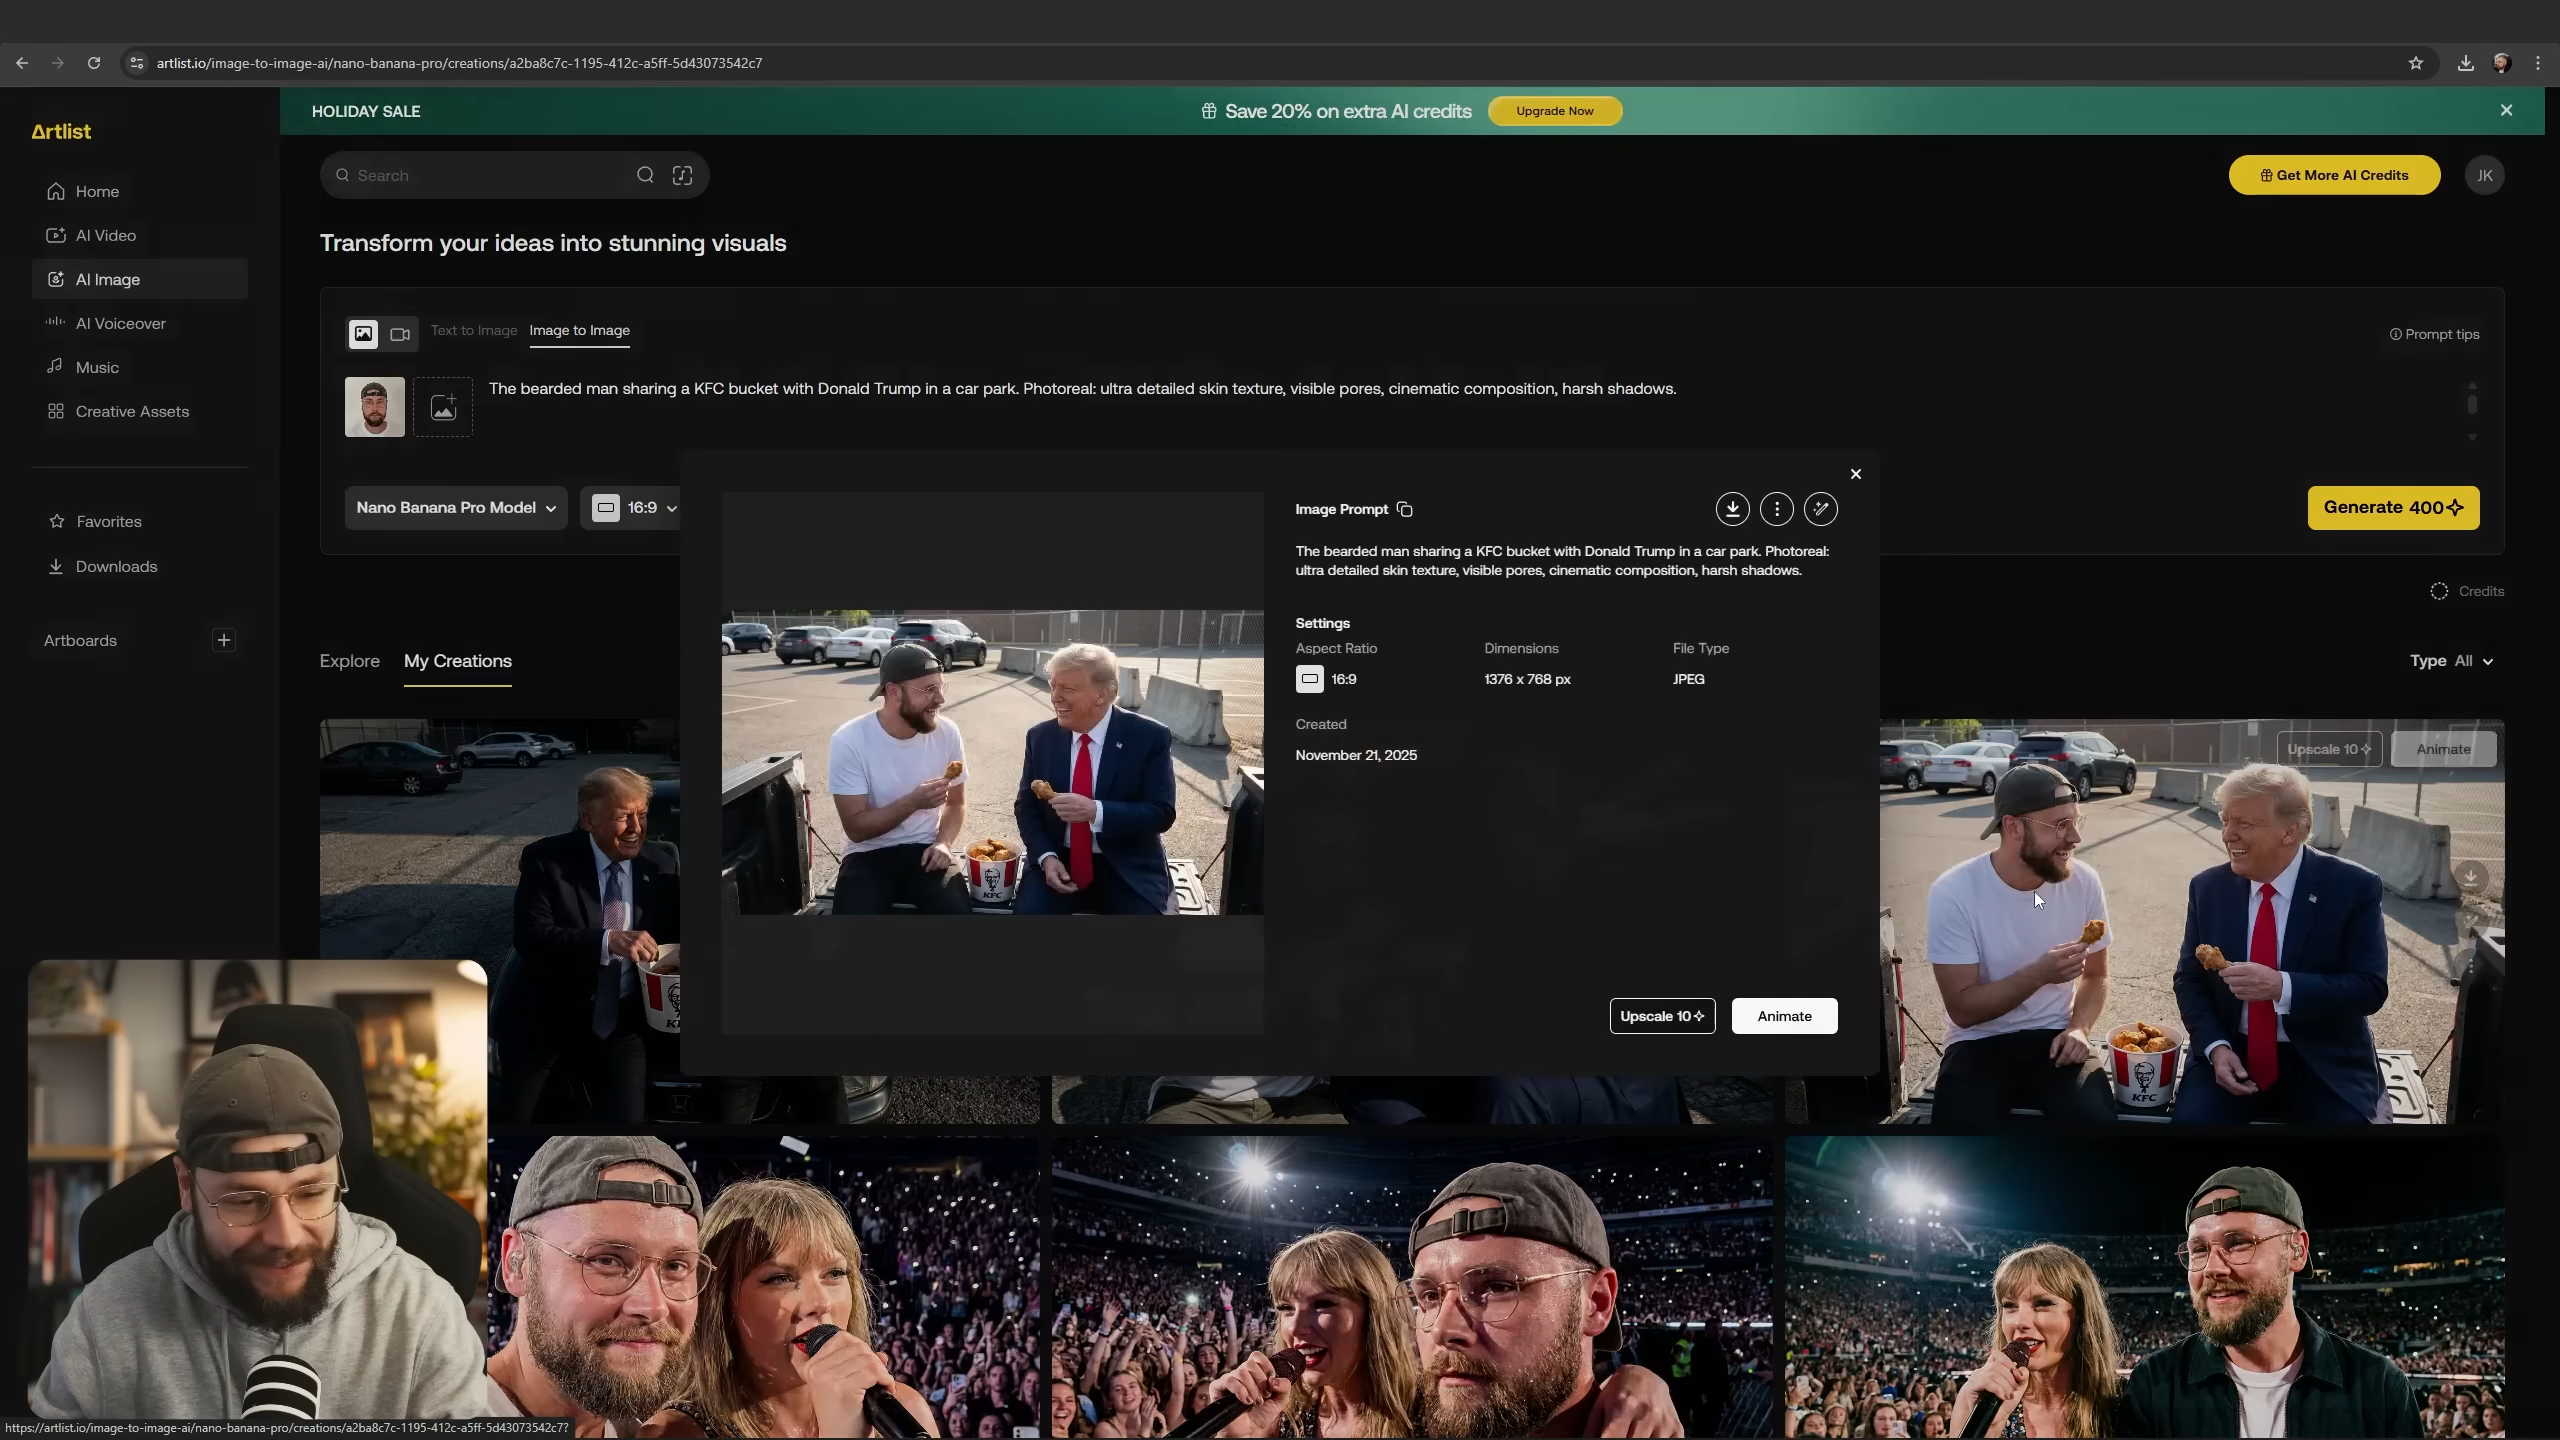 artlist.io/image-to-image-ai/nano-banana-pro/creations/a2ba8c7c-1195-412c-a5ff-5d43073542c7
HOLIDAY SALE
Save 20% on extra AI credits
Upgrade Now
Artlist
Search
Get More AI Credits
JK
Home
AI Video
AI Image
AI Voiceover
Music
Creative Assets
Favorites
Downloads
Artboards
Transform your ideas into stunning visuals
Text to Image
Image to Image
Prompt tips
The bearded man sharing a KFC bucket with Donald Trump in a car park. Photoreal: ultra detailed skin texture, visible pores, cinematic composition, harsh shadows.
Nano Banana Pro Model
16:9
Generate 400
Credits
Explore
My Creations
Type All
Image Prompt
The bearded man sharing a KFC bucket with Donald Trump in a car park. Photoreal:
ultra detailed skin texture, visible pores, cinematic composition, harsh shadows.
Settings
Aspect Ratio
Dimensions
File Type
16:9
1376 x 768 px
JPEG
Created
November 21, 2025
Upscale 10
Animate
Upscale 10
Animate
KFC
KFC
https://artlist.io/image-to-image-ai/nano-banana-pro/creations/a2ba8c7c-1195-412c-a5ff-5d43073542c7?